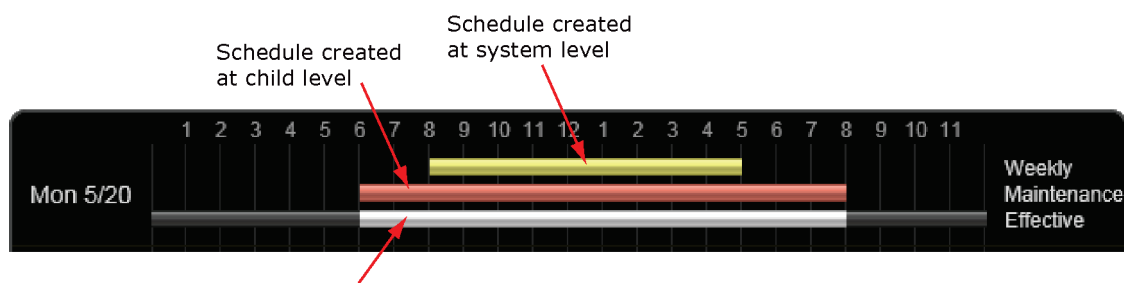 Schedule created
at system level
Schedule created
at child level
1 2 3 4 5 6 7 8 9 10 11 12 1 2 3 4 5 6 7 8 9 10 11
Weekly
Mon 5/20 Maintenance
Effective